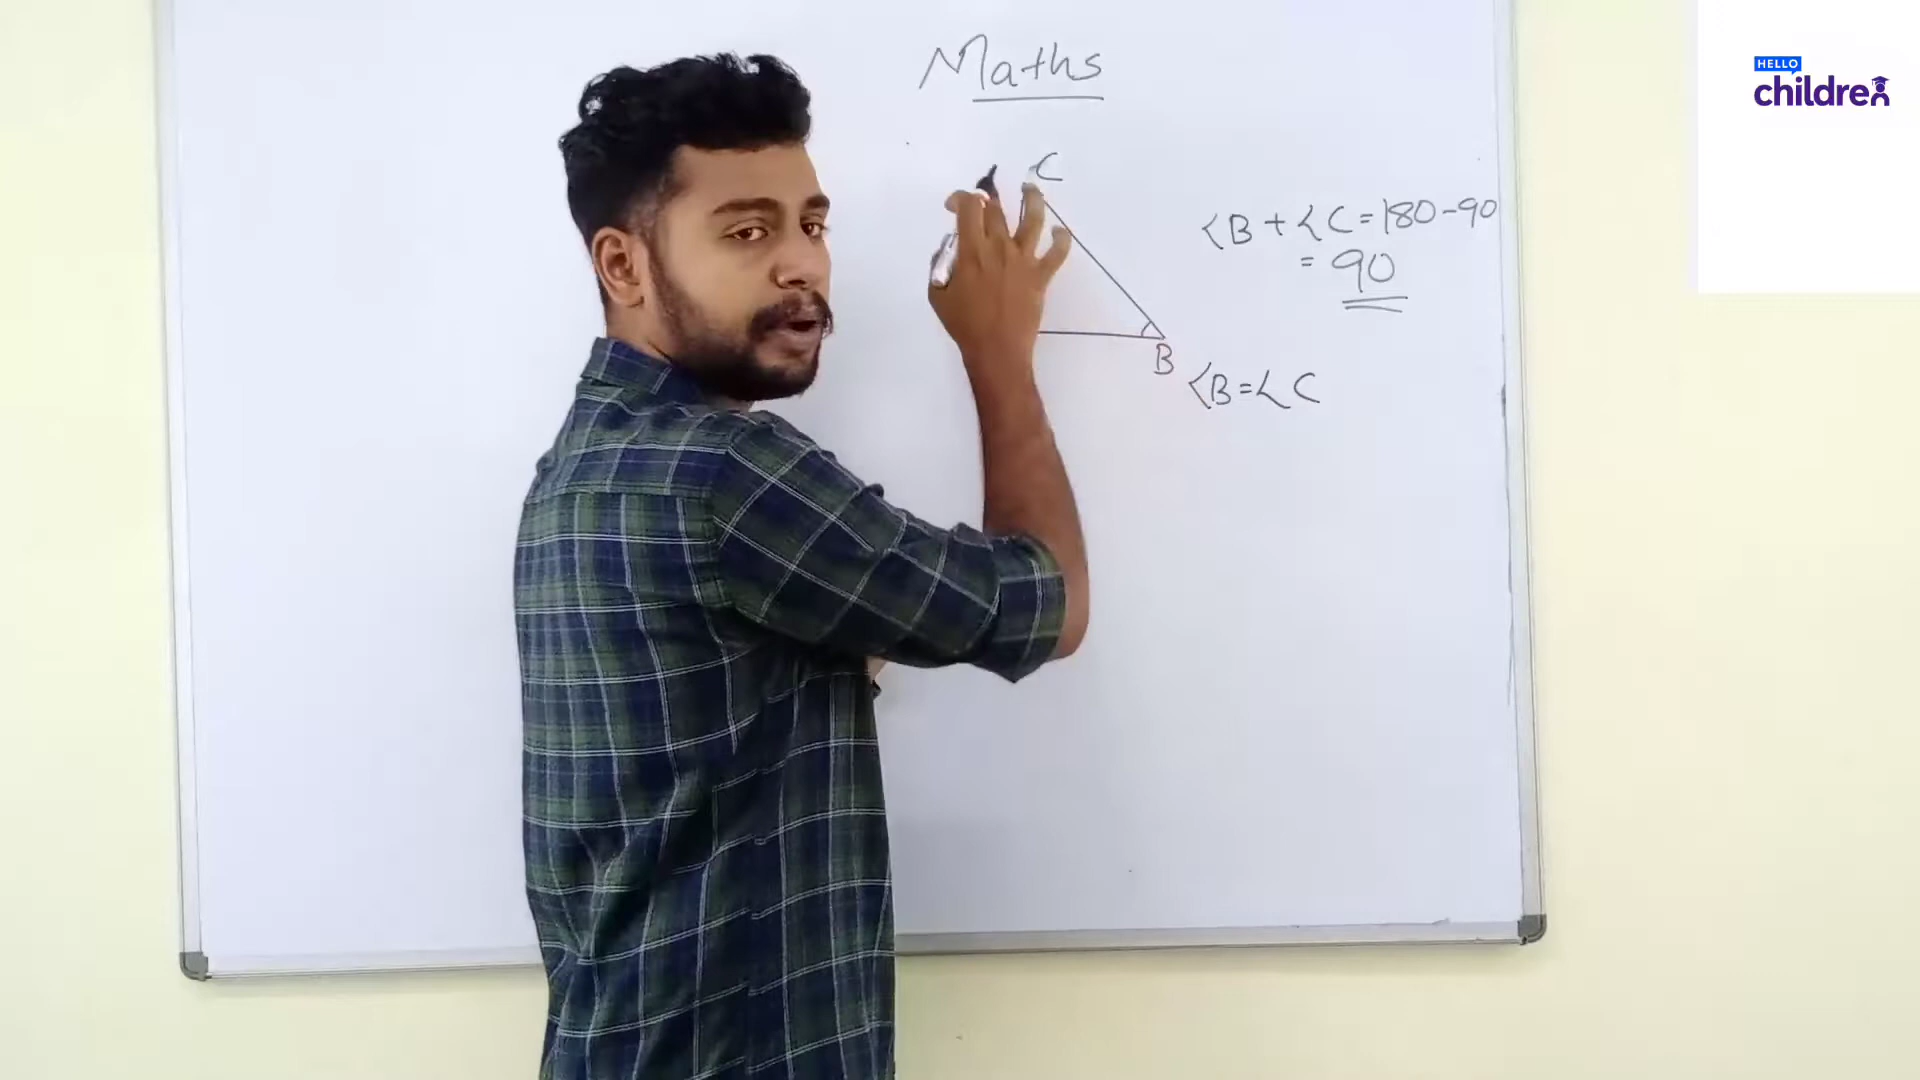 Maths
C
<B + <C = 180-90
= 90
B
<B = <C
HELLO
children